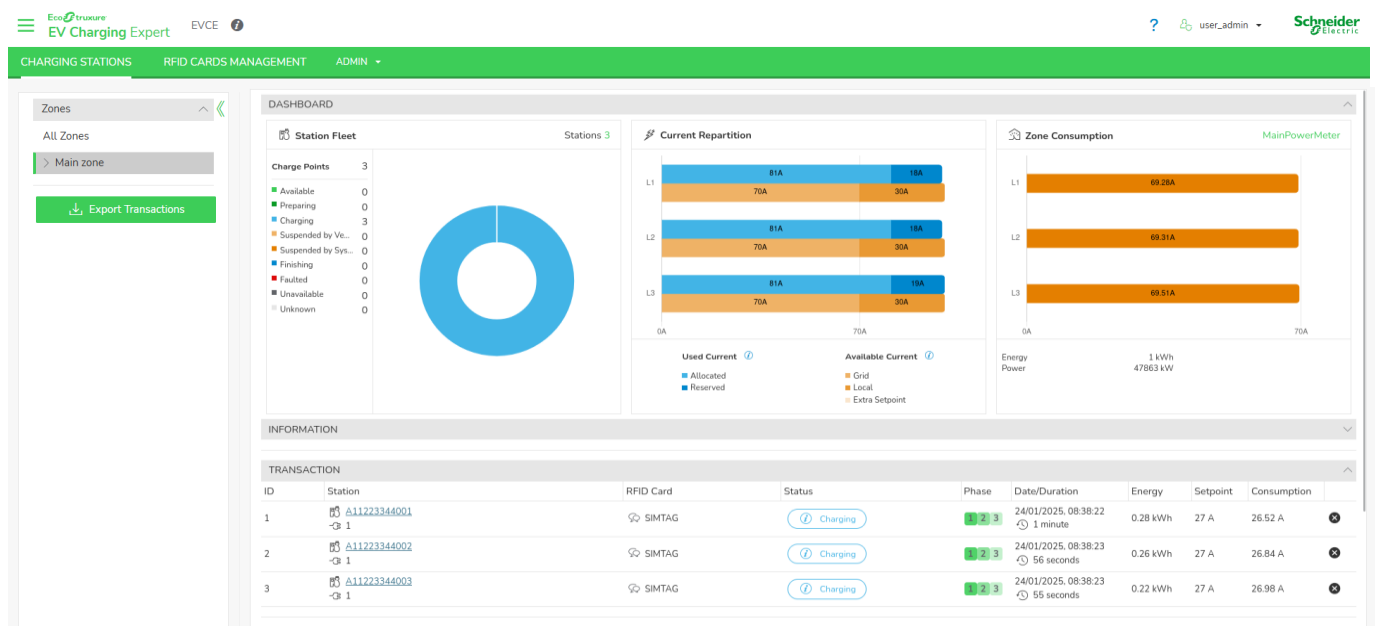 EcoStruxure
EV Charging Expert
EVCE
?
user_admin
Schneider
Electric
CHARGING STATIONS
RFID CARDS MANAGEMENT
ADMIN
Zones
All Zones
Main zone
Export Transactions
DASHBOARD
Station Fleet
Stations 3
Charge Points 3
Available 0
Preparing 0
Charging 3
Suspended by Ve... 0
Suspended by Sys... 0
Finishing 0
Faulted 0
Unavailable 0
Unknown 0
Current Repartition
L1
81A 18A
70A 30A
L2
81A 18A
70A 30A
L3
81A 19A
70A 30A
0A 70A
Used Current
Allocated
Reserved
Available Current
Grid
Local
Extra Setpoint
Zone Consumption
MainPowerMeter
L1 69.28A
L2 69.31A
L3 69.51A
0A 70A
Energy 1 kWh
Power 47863 kW
INFORMATION
TRANSACTION
ID Station RFID Card Status Phase Date/Duration Energy Setpoint Consumption
1 A11223344001 1 SIMTAG Charging 1 2 3 24/01/2025, 08:38:22 1 minute 0.28 kWh 27 A 26.52 A
2 A11223344002 1 SIMTAG Charging 1 2 3 24/01/2025, 08:38:23 56 seconds 0.26 kWh 27 A 26.84 A
3 A11223344003 1 SIMTAG Charging 1 2 3 24/01/2025, 08:38:23 55 seconds 0.22 kWh 27 A 26.98 A